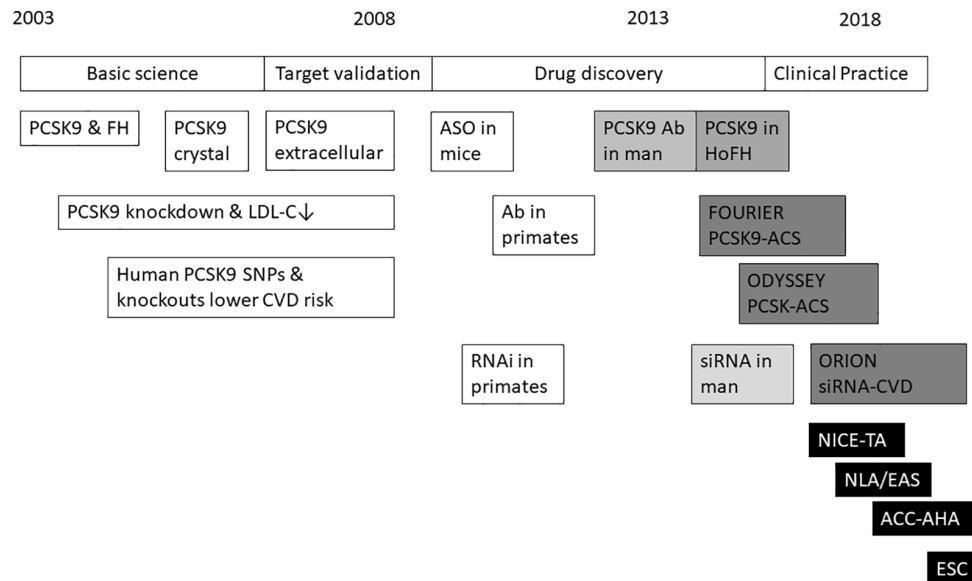 2003 2008 2013 2018
Basic science Target validation Drug discovery Clinical Practice
PCSK9 & FH
PCSK9
crystal
PCSK9
extracellular
ASO in
mice
PCSK9 Ab
in man
PCSK9 in
HoFH
PCSK9 knockdown & LDL-C↓
Ab in
primates
FOURIER
PCSK9-ACS
Human PCSK9 SNPs &
knockouts lower CVD risk
ODYSSEY
PCSK-ACS
RNAi in
primates
siRNA in
man
ORION
siRNA-CVD
NICE-TA
NLA/EAS
ACC-AHA
ESC